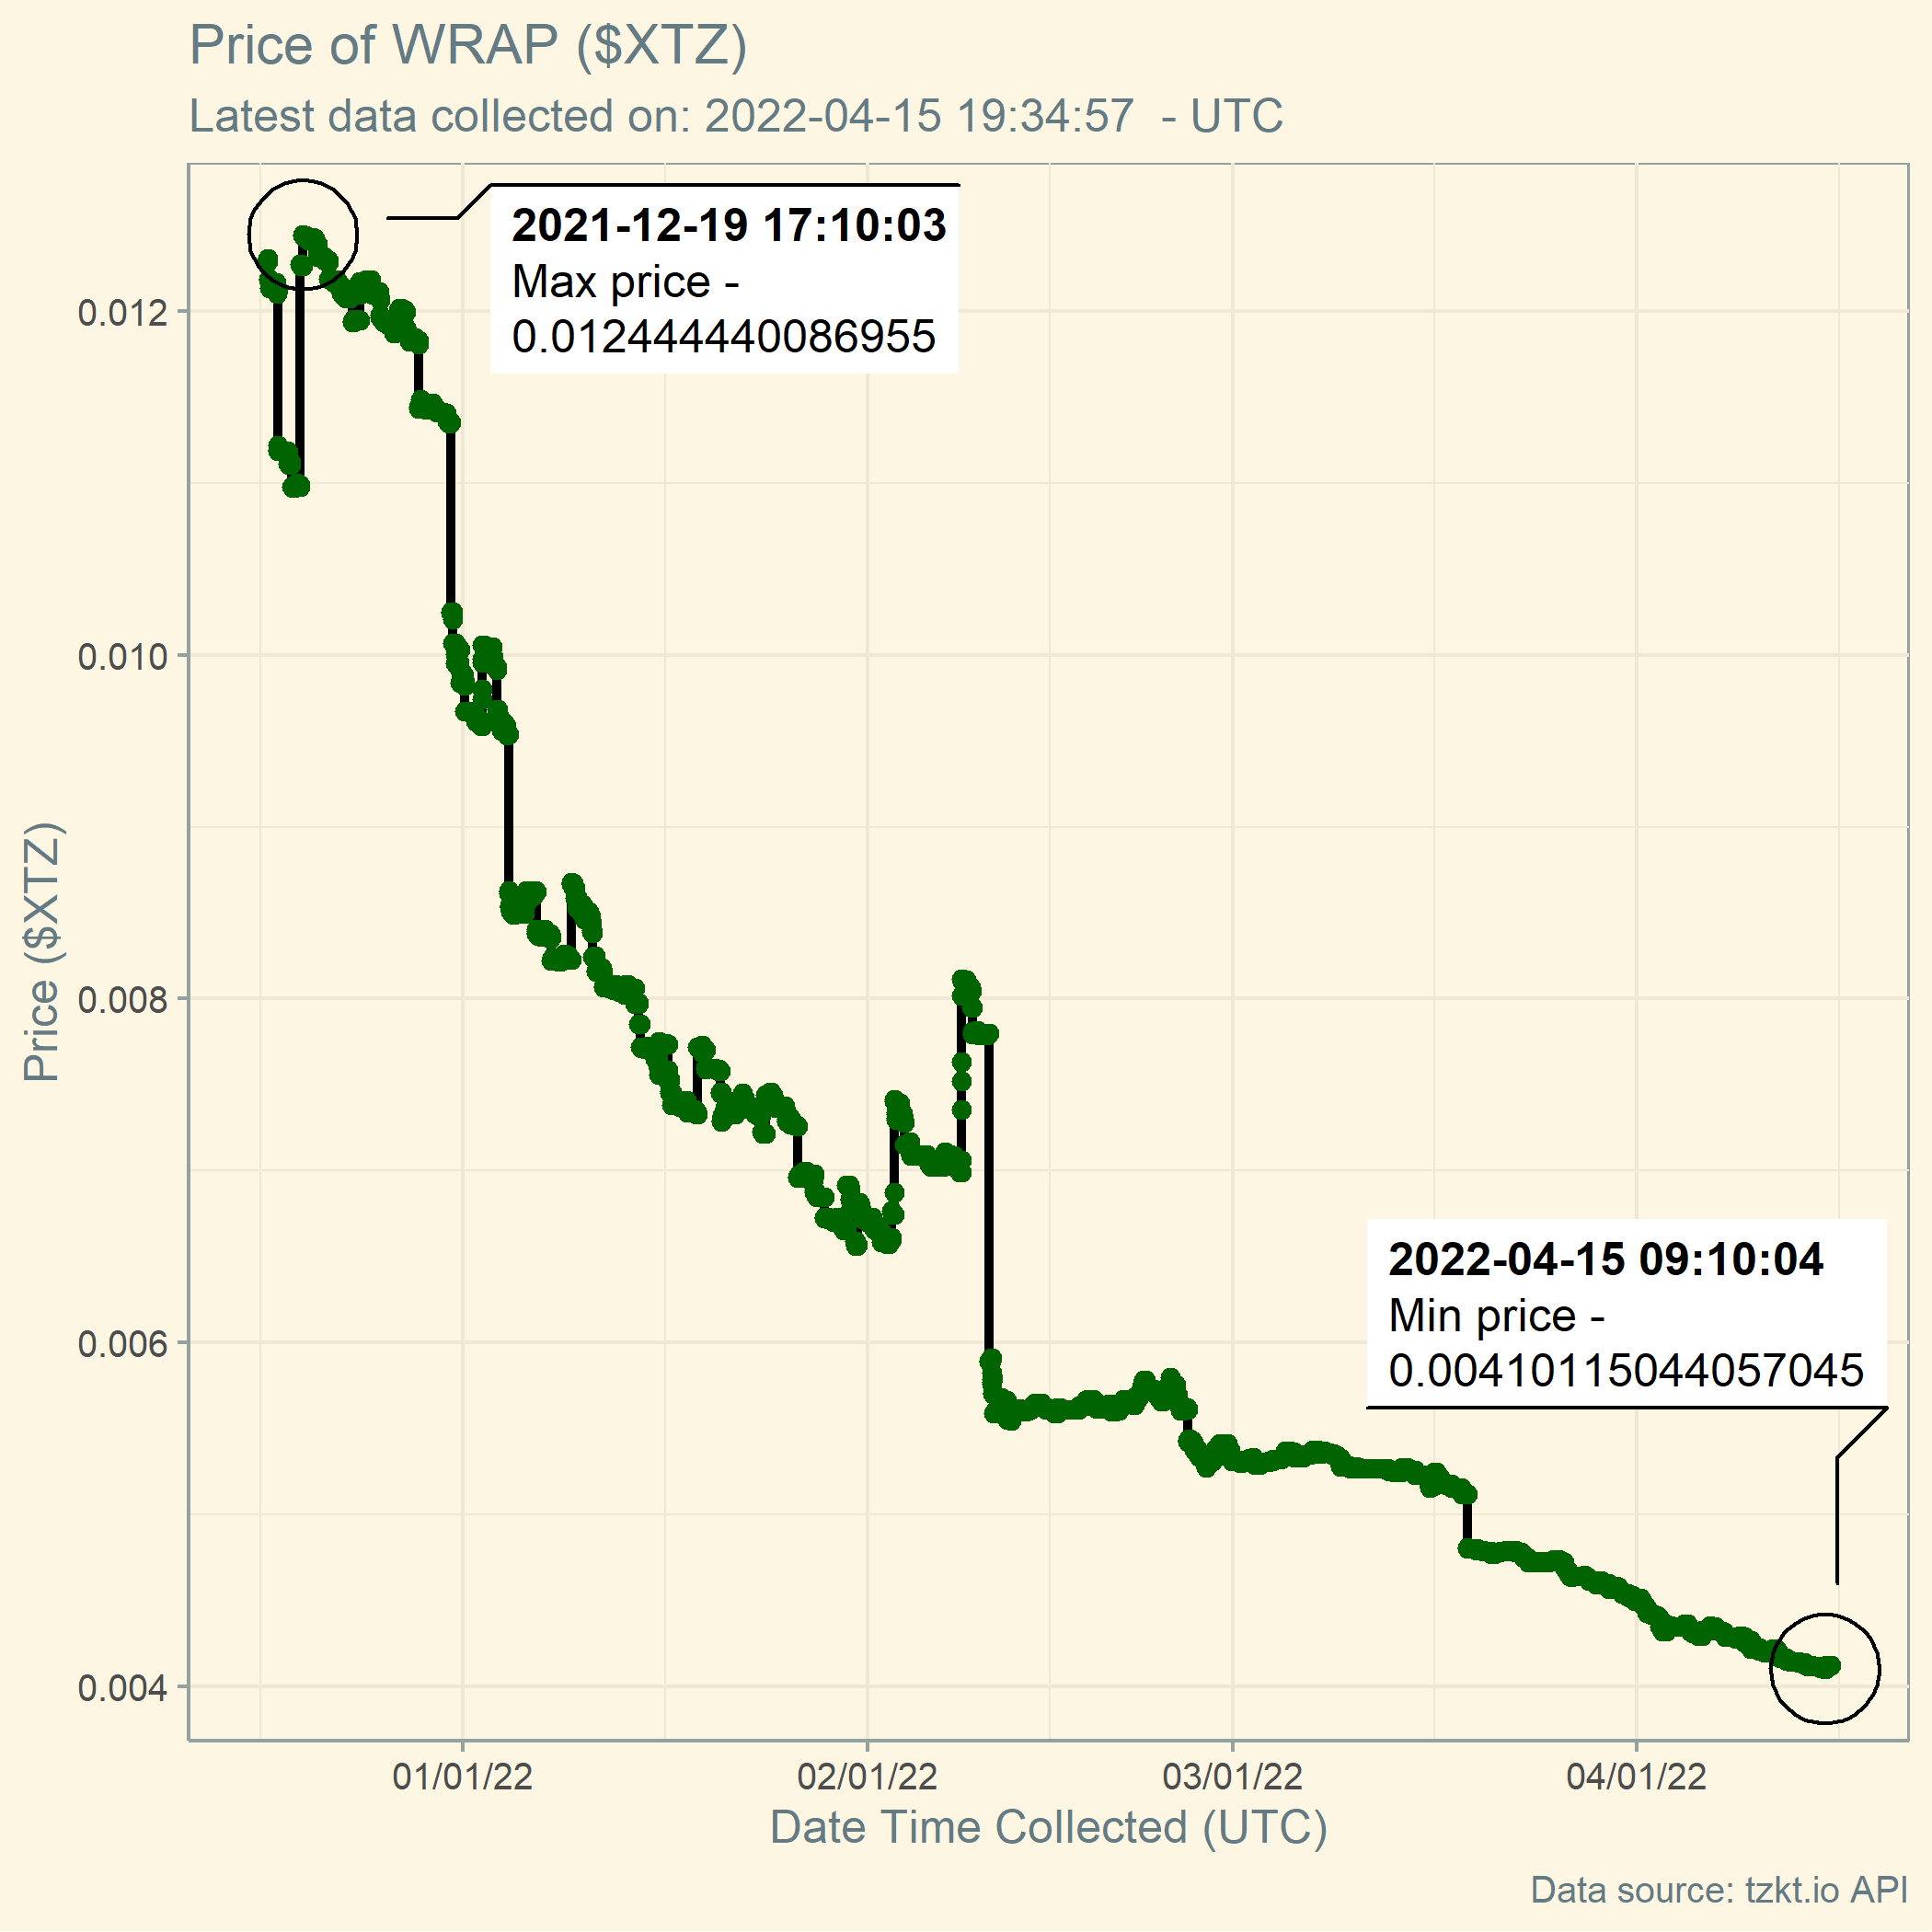 Price of WRAP ($XTZ)
Latest data collected on: 2022-04-15 19:34:57  - UTC
2021-12-19 17:10:03
Max price -
0.0124444440086955
0.012
0.010
0.008
0.006
0.004
Price ($XTZ)
2022-04-15 09:10:04
Min price -
0.00410115044057045
01/01/22
02/01/22
03/01/22
04/01/22
Date Time Collected (UTC)
Data source: tzkt.io API